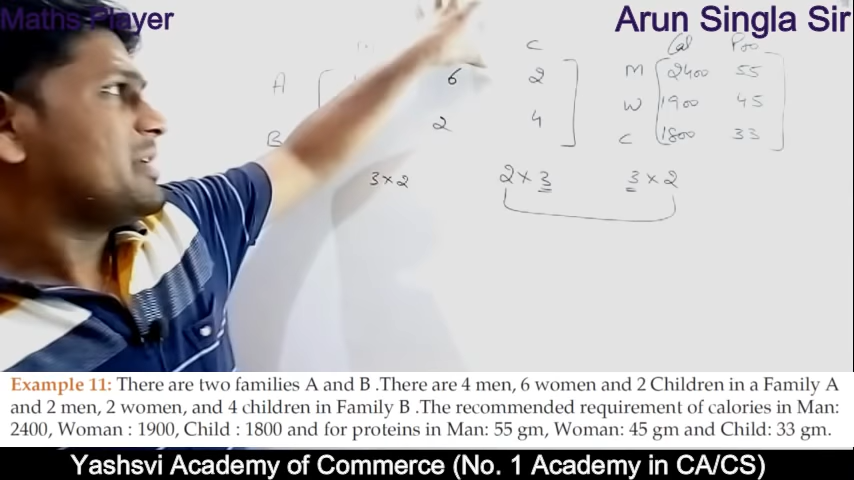 Maths Player
Arun Singla Sir
C
Cal Pro
A 6 2 M 2400 55
W 1900 45
B 2 4 C 1800 33
3×2 2×3 3×2
Example 11: There are two families A and B .There are 4 men, 6 women and 2 Children in a Family A
and 2 men, 2 women, and 4 children in Family B .The recommended requirement of calories in Man:
2400, Woman : 1900, Child : 1800 and for proteins in Man: 55 gm, Woman: 45 gm and Child: 33 gm.
Yashsvi Academy of Commerce (No. 1 Academy in CA/CS)